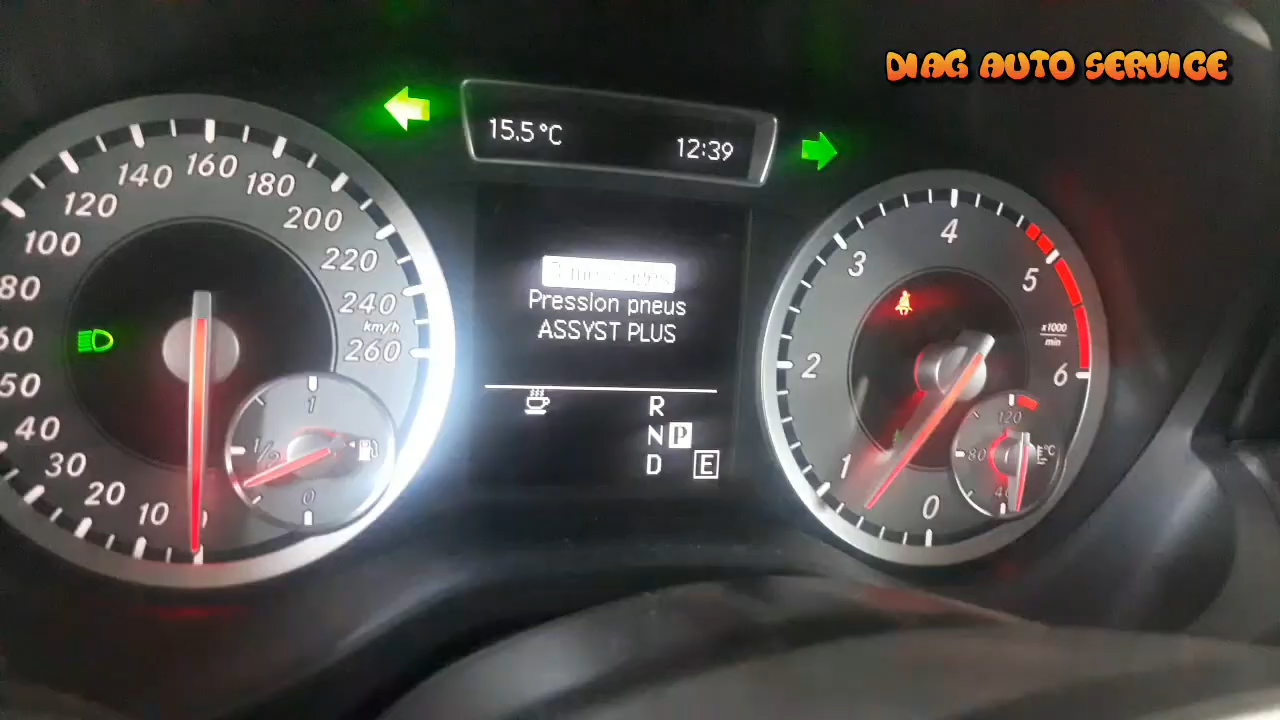 DIAG AUTO SERVICE
15.5°C 12:39
140 160 180
120 200
100 220
80 240
60 km/h
260
50
40
30
20
10
1
1/2
0
Pression pneus
ASSYST PLUS
R
N P
D E
4
3 5
x1000
min
2 6
1 0
120
80 °C
40